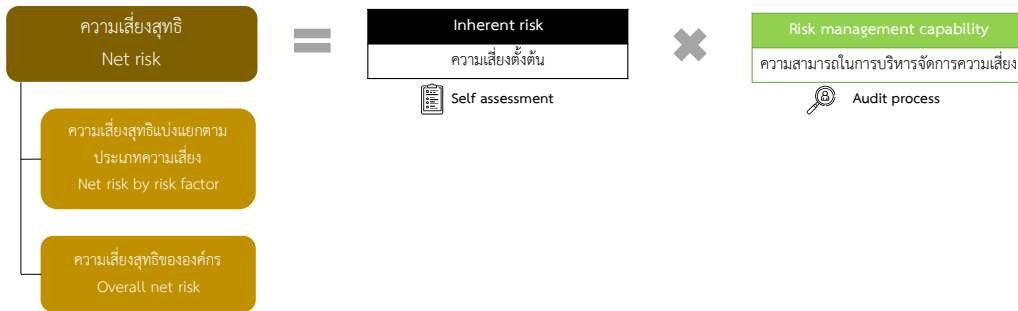 ความเสี่ยงสุทธิ
Net risk
Inherent risk
ความเสี่ยงตั้งต้น
Self assessment
Risk management capability
ความสามารถในการบริหารจัดการความเสี่ยง
Audit process
ความเสี่ยงสุทธิแบ่งแยกตาม
ประเภทความเสี่ยง
Net risk by risk factor
ความเสี่ยงสุทธิขององค์กร
Overall net risk